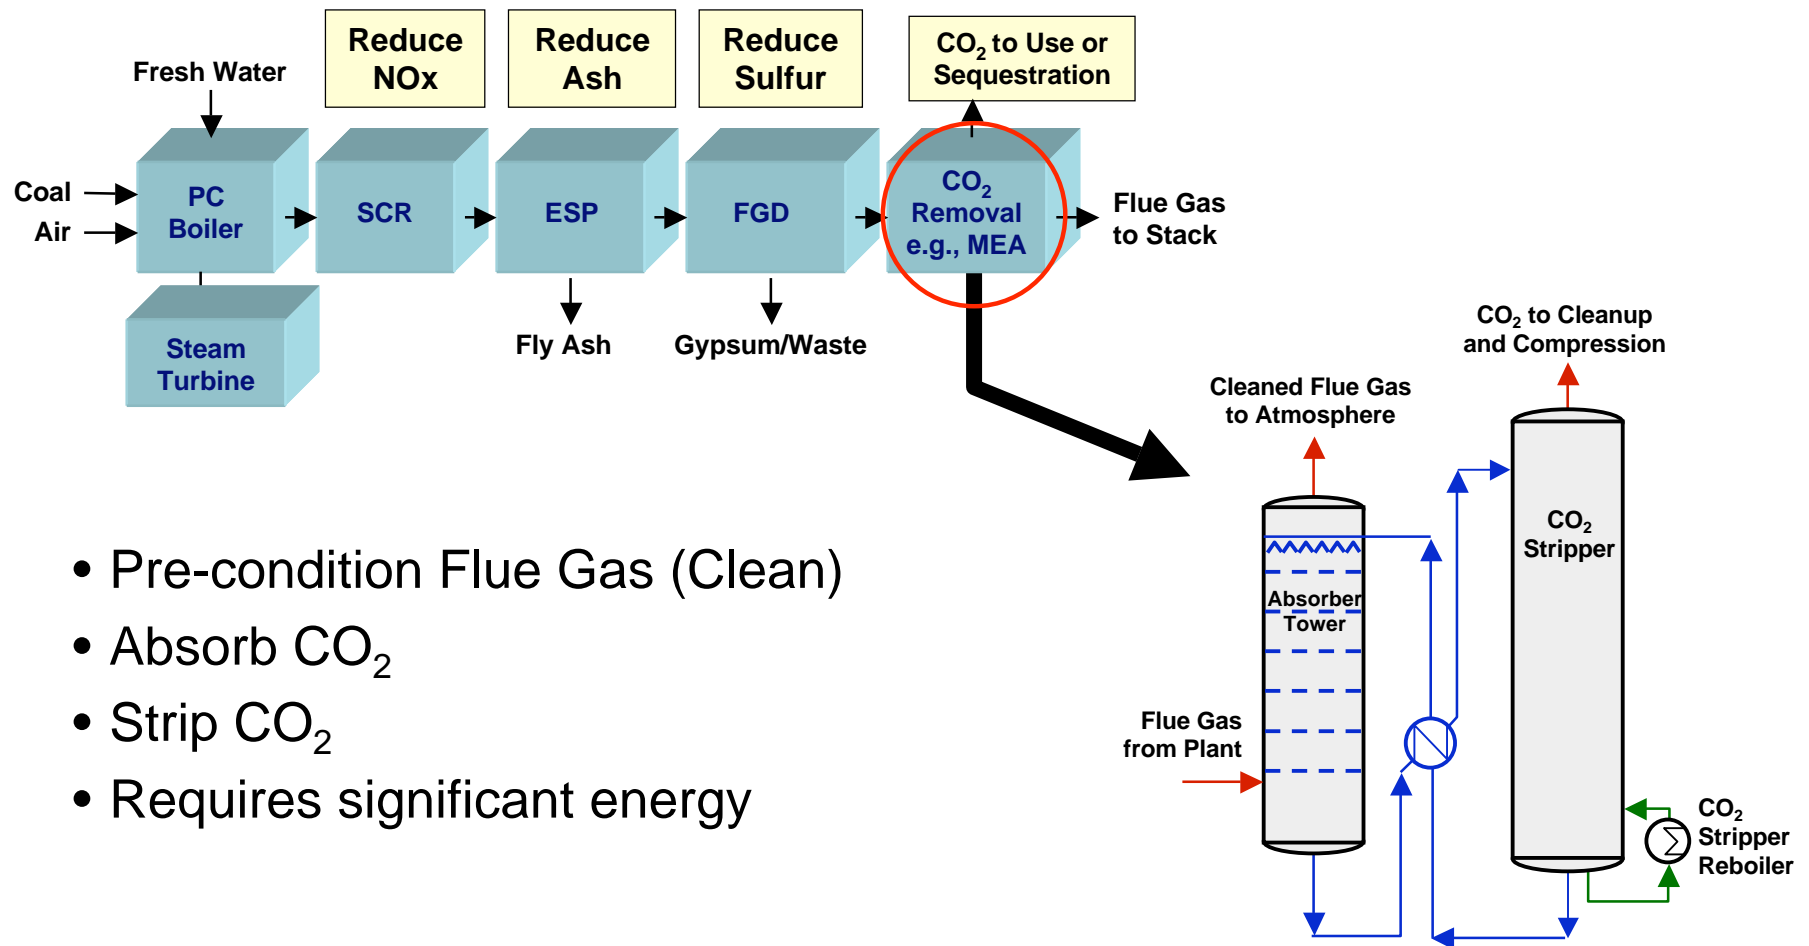 Reduce
NOx
Reduce
Ash
Reduce
Sulfur
CO₂ to Use or
Sequestration
Fresh Water
Coal
Air
PC
Boiler
SCR
ESP
FGD
CO₂
Removal
e.g., MEA
Flue Gas
to Stack
Steam
Turbine
Fly Ash
Gypsum/Waste
CO₂ to Cleanup
and Compression
Cleaned Flue Gas
to Atmosphere
CO₂
Stripper
Absorber
Tower
Flue Gas
from Plant
CO₂
Stripper
Reboiler
• Pre-condition Flue Gas (Clean)
• Absorb CO₂
• Strip CO₂
• Requires significant energy